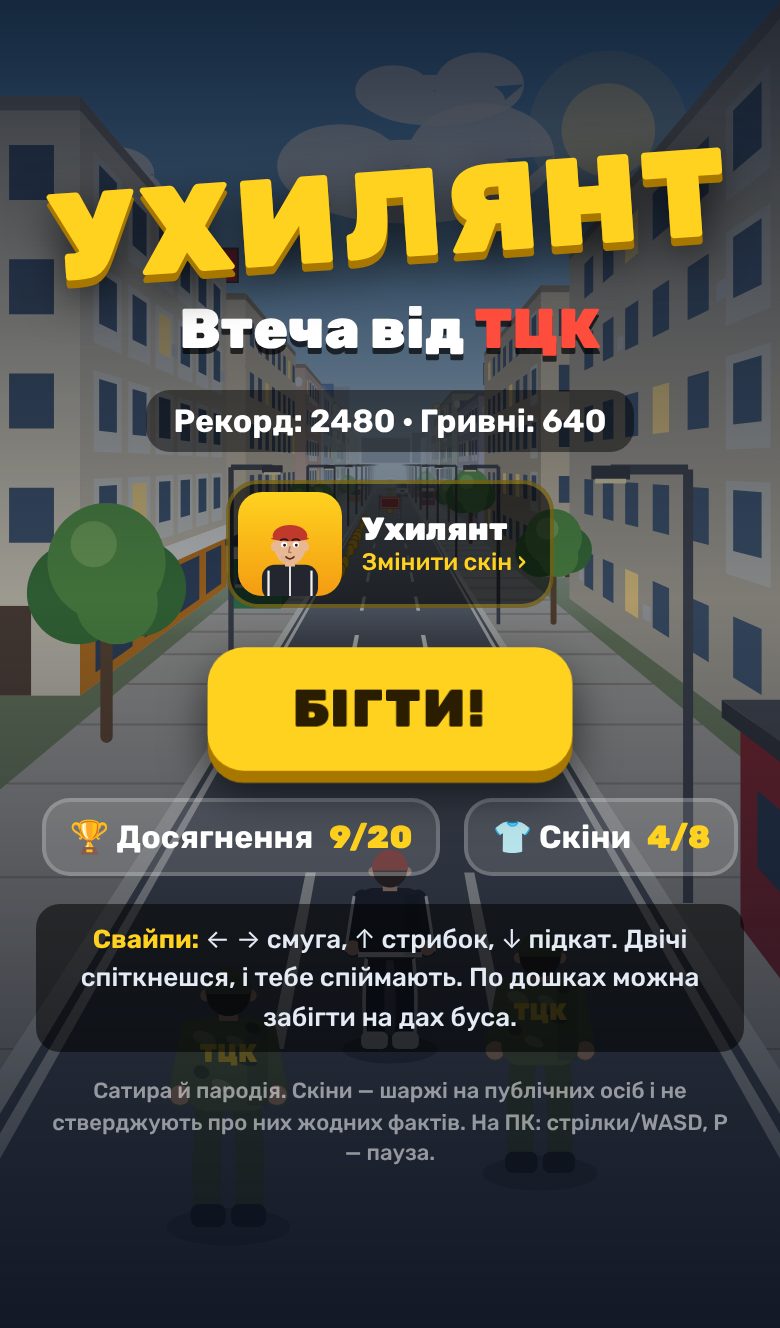 УХИЛЯНТ
Втеча від ТЦК
Рекорд: 2480 • Гривні: 640
Ухилянт
Змінити скін ›
БІГТИ!
🏆 Досягнення 9/20
👕 Скіни 4/8
Свайпи: ← → смуга, ↑ стрибок, ↓ підкат. Двічі
спіткнешся, і тебе спіймають. По дошках можна
забігти на дах буса.
ТЦК
ТЦК
Сатира й пародія. Скіни — шаржі на публічних осіб і не
стверджують про них жодних фактів. На ПК: стрілки/WASD, P
— пауза.